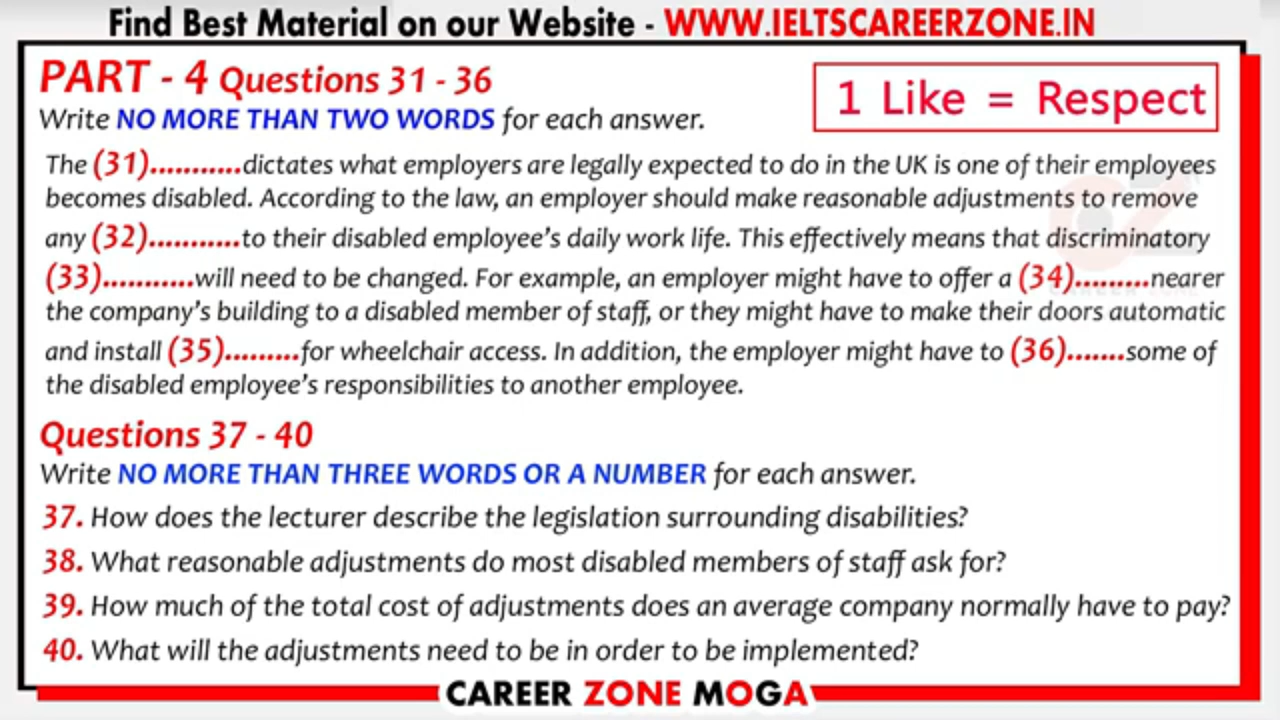 Find Best Material on our Website - WWW.IELTSCAREERZONE.IN
PART - 4 Questions 31 - 36
1 Like = Respect
Write NO MORE THAN TWO WORDS for each answer.
The (31)...........dictates what employers are legally expected to do in the UK is one of their employees
becomes disabled. According to the law, an employer should make reasonable adjustments to remove
any (32)...........to their disabled employee's daily work life. This effectively means that discriminatory
(33)...........will need to be changed. For example, an employer might have to offer a (34).........nearer
the company's building to a disabled member of staff, or they might have to make their doors automatic
and install (35).........for wheelchair access. In addition, the employer might have to (36).......some of
the disabled employee's responsibilities to another employee.
Questions 37 - 40
Write NO MORE THAN THREE WORDS OR A NUMBER for each answer.
37. How does the lecturer describe the legislation surrounding disabilities?
38. What reasonable adjustments do most disabled members of staff ask for?
39. How much of the total cost of adjustments does an average company normally have to pay?
40. What will the adjustments need to be in order to be implemented?
CAREER ZONE MOGA